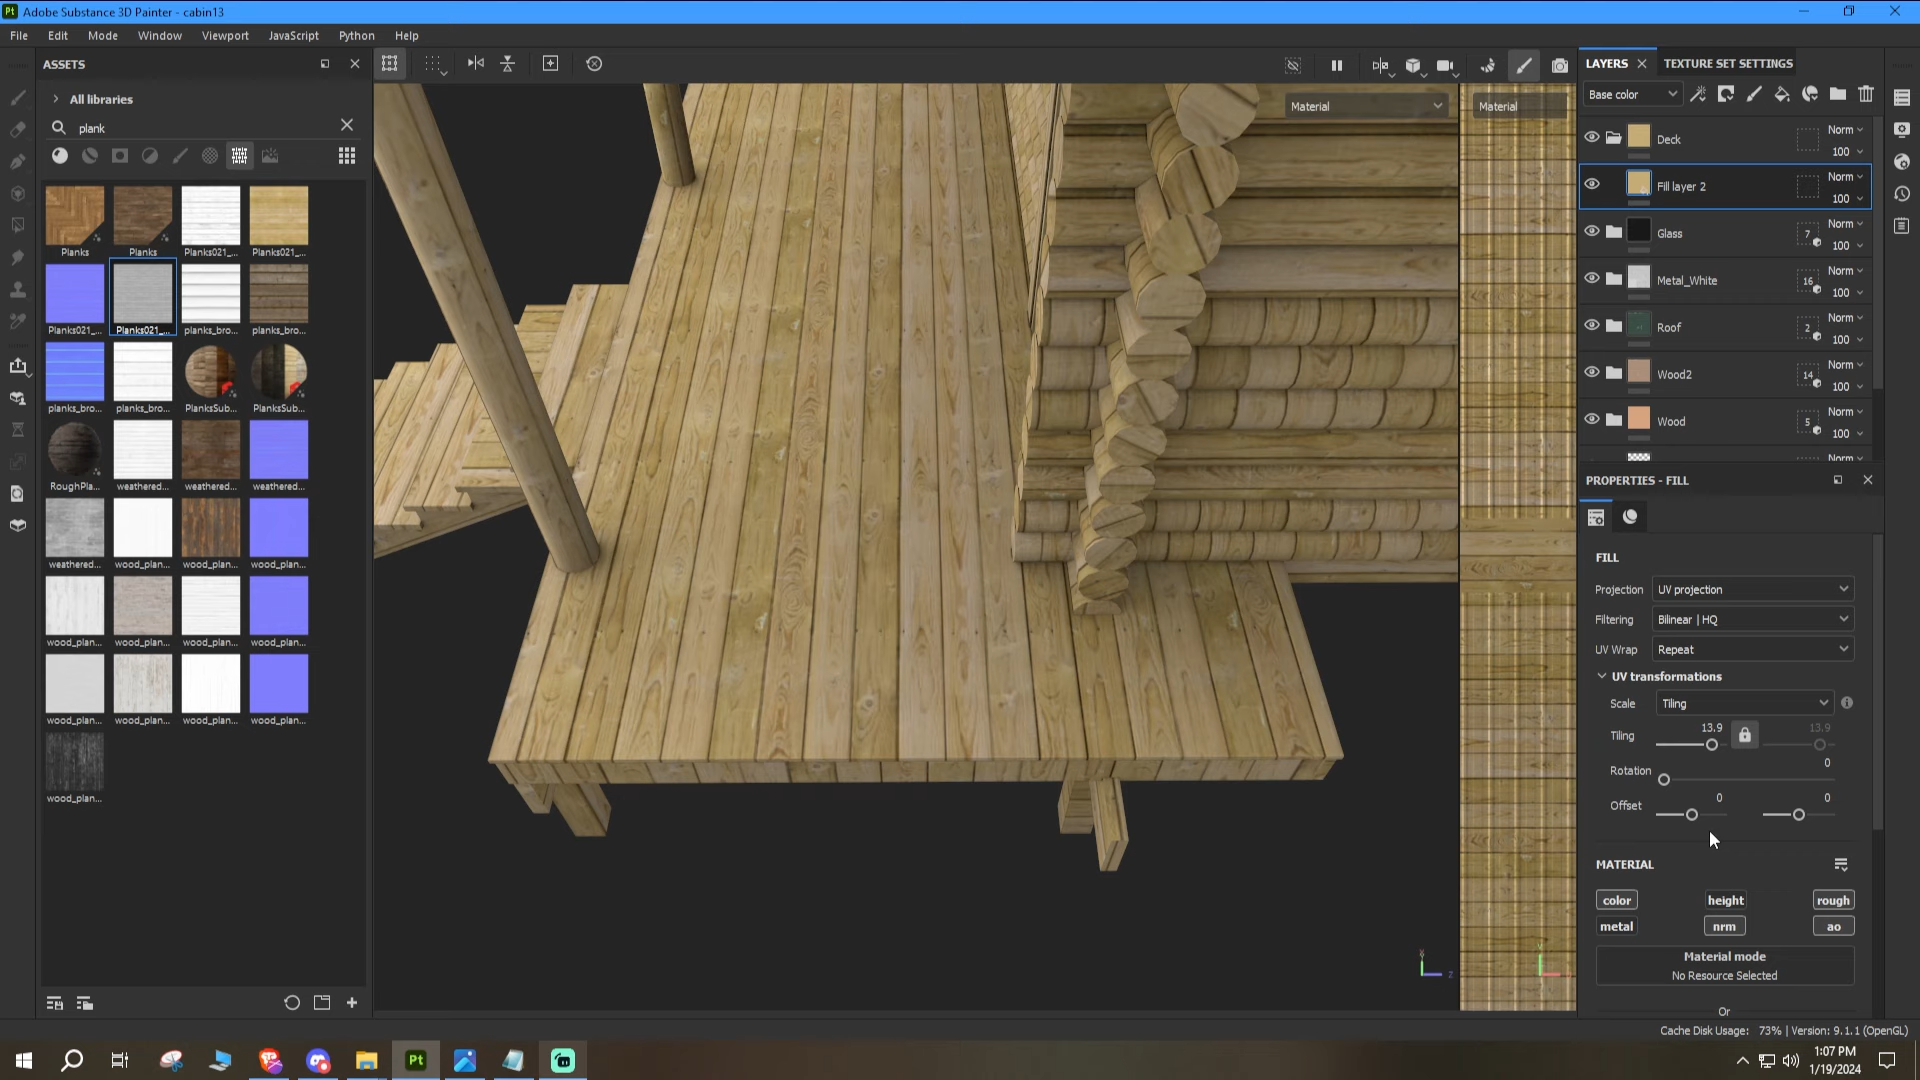 Adobe Substance 3D Painter - cabin13
File Edit Mode Window Viewport JavaScript Python Help
ASSETS
All libraries
plank
Planks Planks Planks021_... Planks021_...
Planks021_... Planks021_... planks_bro... planks_bro...
planks_bro... planks_bro... PlanksSub... PlanksSub...
RoughPla... weathered... weathered... weathered...
weathered... wood_plan... wood_plan... wood_plan...
wood_plan... wood_plan... wood_plan... wood_plan...
wood_plan... wood_plan... wood_plan... wood_plan...
wood_plan...
Material
Material
LAYERS TEXTURE SET SETTINGS
Base color
Deck Norm 100
Fill layer 2 Norm 100
Glass 7 Norm 100
Metal_White 16 Norm 100
Roof 2 Norm 100
Wood2 14 Norm 100
Wood 5 Norm 100
Norm
PROPERTIES - FILL
FILL
Projection UV projection
Filtering Bilinear | HQ
UV Wrap Repeat
UV transformations
Scale Tiling
Tiling 13.9 13.9
Rotation 0
Offset 0 0
MATERIAL
color height rough
metal nrm ao
Material mode
No Resource Selected
Or
Cache Disk Usage: 73% | Version: 9.1.1 (OpenGL)
Pt
1:07 PM
1/19/2024